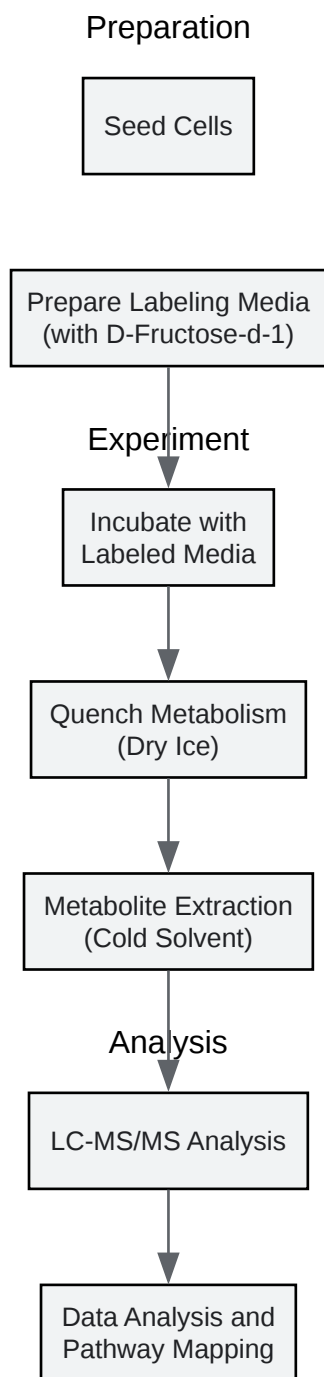 Preparation
Seed Cells
Prepare Labeling Media
(with D-Fructose-d-1)
Experiment
Incubate with
Labeled Media
Quench Metabolism
(Dry Ice)
Metabolite Extraction
(Cold Solvent)
Analysis
LC-MS/MS Analysis
Data Analysis and
Pathway Mapping